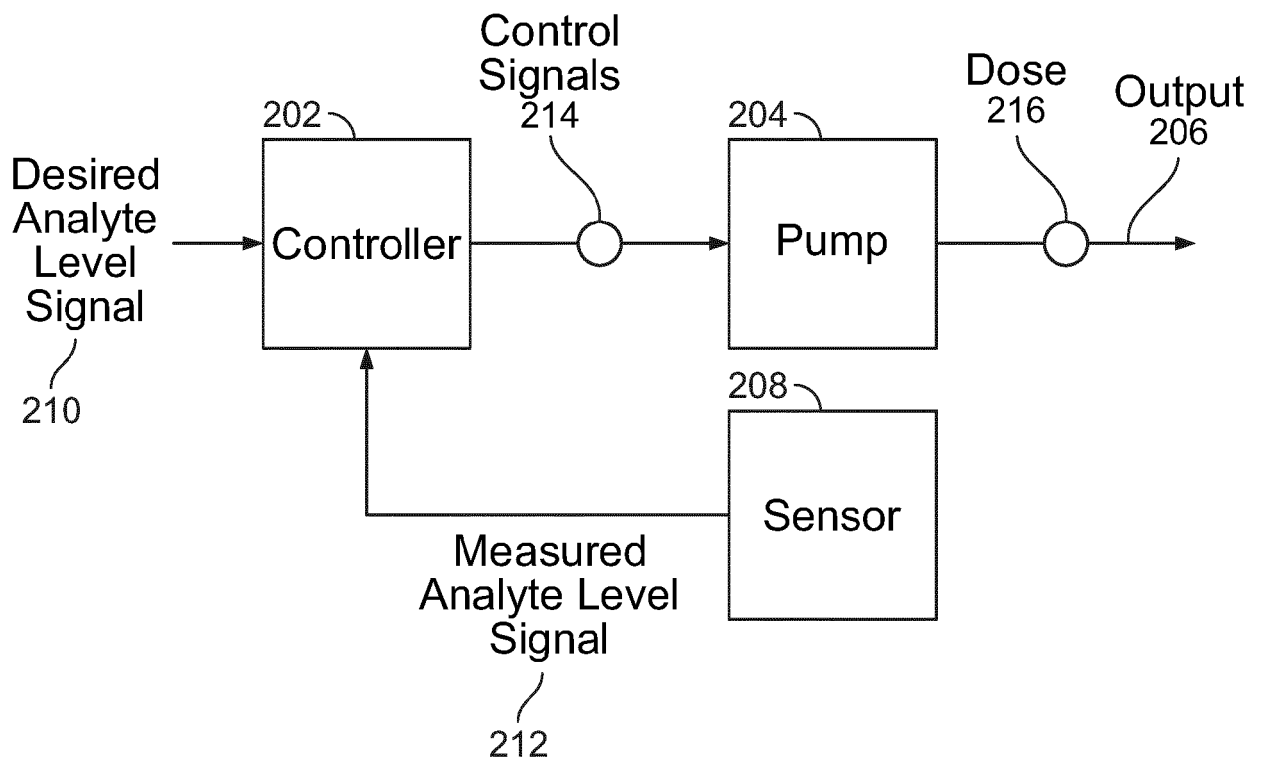 Control
Signals
214
Dose
216
Output
206
202
204
Desired
Analyte
Level
Signal
210
Controller
Pump
208
Sensor
Measured
Analyte Level
Signal
212